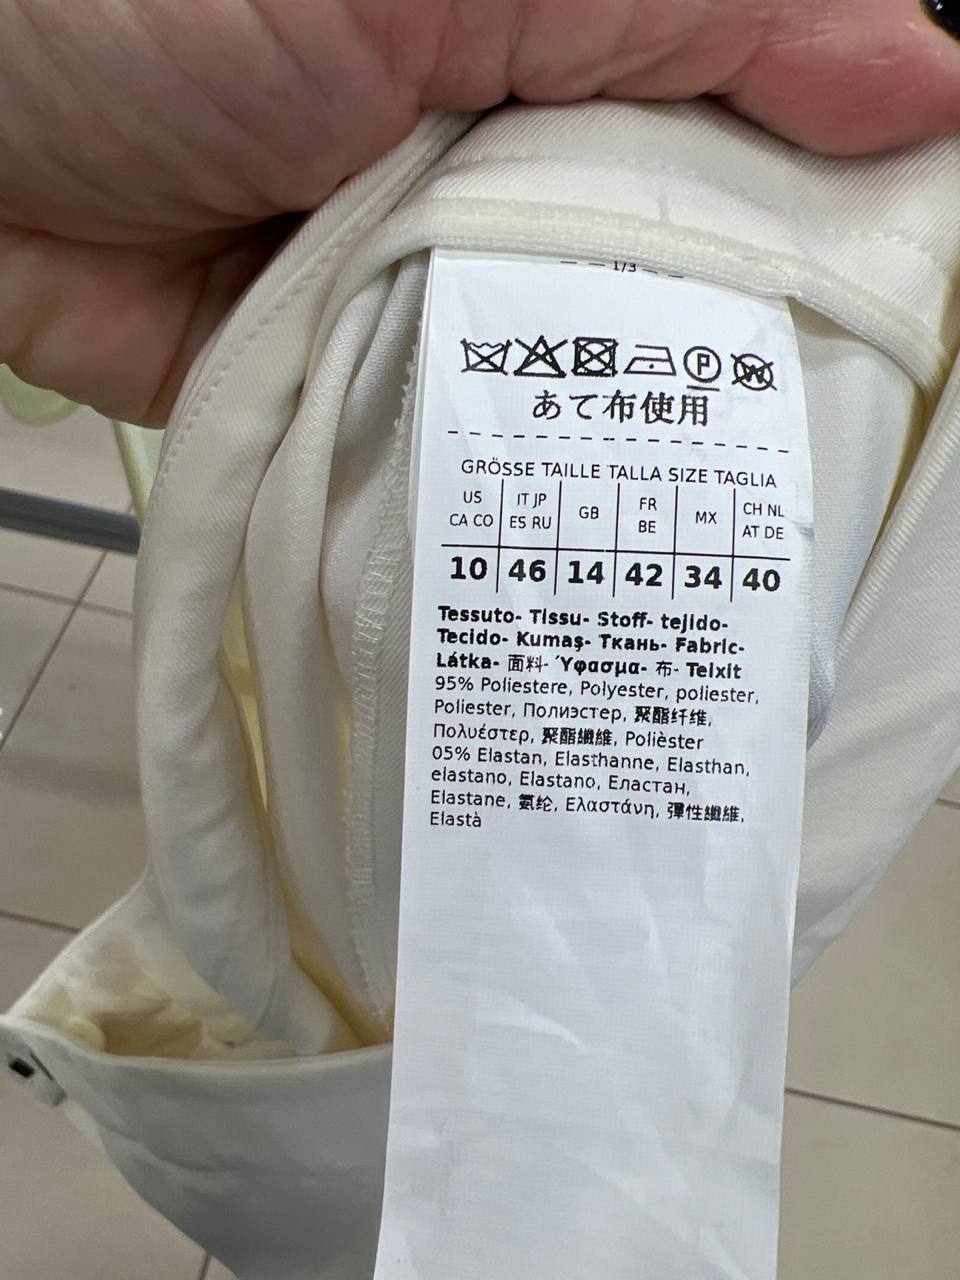 1/3
あて布使用
GRÖSSE TAILLE TALLA SIZE TAGLIA
US CA CO | IT JP ES RU | GB | FR BE | MX | CH NL AT DE
10 | 46 | 14 | 42 | 34 | 40
Tessuto- Tissu- Stoff- tejido-
Tecido- Kumaş- Ткань- Fabric-
Látka- 面料- Ύφασμα- 布- Teixit
95% Poliestere, Polyester, poliester,
Poliester, Полиэстер, 聚酯纤维,
Πολυέστερ, 聚酯纖維, Polièster
05% Elastan, Elasthanne, Elasthan,
elastano, Elastano, Еластан,
Elastane, 氨纶, Ελαστάνη, 彈性纖維,
Elastà